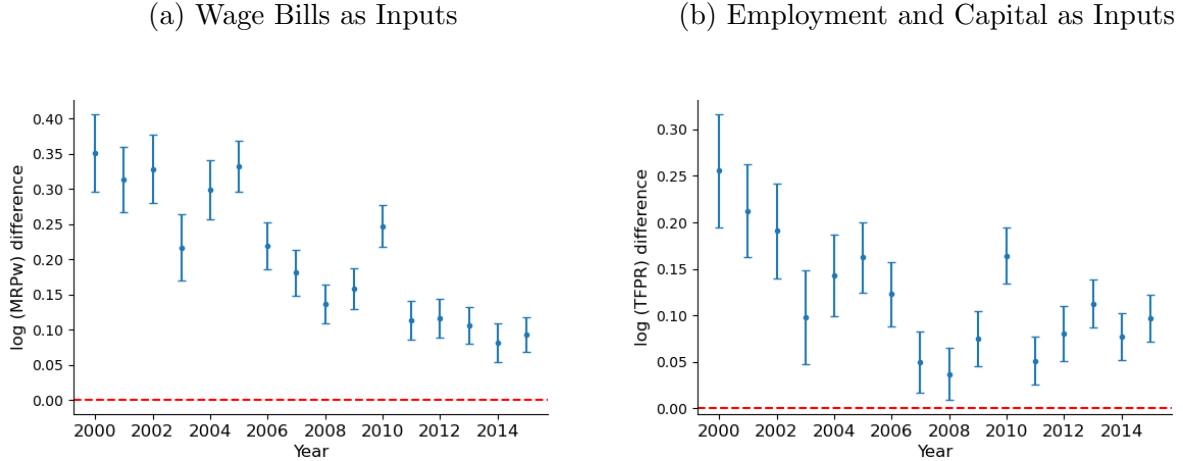 (a) Wage Bills as Inputs
(b) Employment and Capital as Inputs
log (MRPw) difference
0.40
0.35
0.30
0.25
0.20
0.15
0.10
0.05
0.00
2000 2002 2004 2006 2008 2010 2012 2014
Year
log (TFPR) difference
0.30
0.25
0.20
0.15
0.10
0.05
0.00
2000 2002 2004 2006 2008 2010 2012 2014
Year